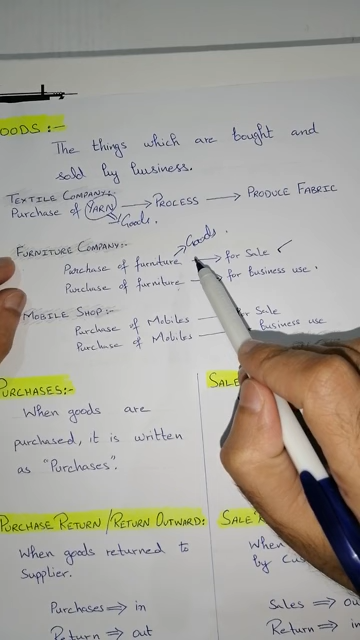 OODS:-
The things which are bought and
sold by business.
TEXTILE COMPANY:-
Purchase of YARN → PROCESS → PRODUCE FABRIC
Goods.
Goods.
FURNITURE COMPANY:-
Purchase of furniture → for Sale ✓
Purchase of furniture → for Business use.
MOBILE SHOP:-
Purchase of Mobiles Sale
Purchase of Mobiles Business use
PURCHASES:-
When goods are
purchased, it is written
as "Purchases".
SALE
PURCHASE RETURN/RETURN OUTWARD:
When goods returned to
Supplier.
Purchases ⇒ in
Return ⇒ out
SALE
When
by Cus
Sales ⇒ ou
Return ⇒ in